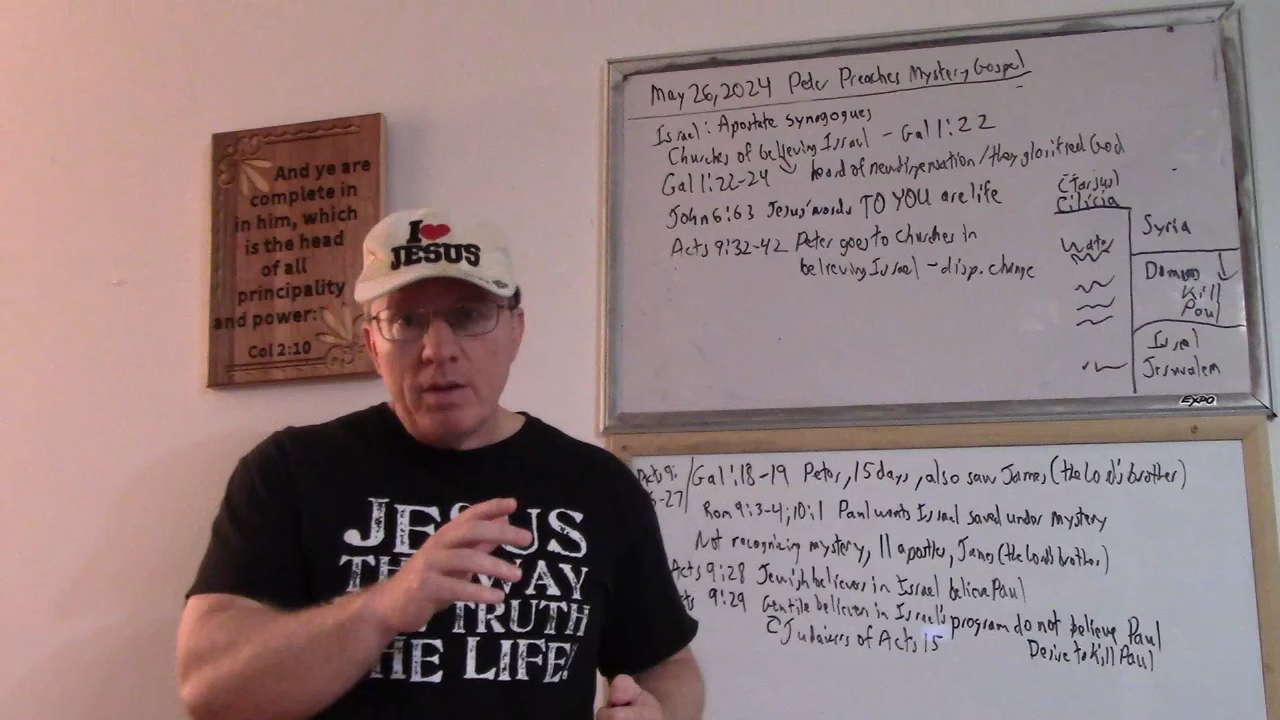 And ye are
complete in
in him, which
is the head
of all
principality
and power:
Col 2:10
I
JESUS
JESUS
THE WAY
TRUTH
THE LIFE!
May 26, 2024 Peter Preaches Mystery Gospel
Israel: Apostate synagogues
Churches of believing Israel - Gal 1:22
Gal 1:22-24 heard of new dispensation/they glorified God
John 6:63 Jesus' words TO YOU are life
Acts 9:32-42 Peter goes to churches in
believing Israel - disp. change
(Tarsus)
Cilicia
Syria
Water
Kill
Paul
Israel
Jerusalem
EXPO
Acts 9:
-27
Gal 1:18-19 Peter, 15 days, also saw James (the Lord's brother)
Rom 9:3-4; 10:1 Paul wants Israel saved under mystery
Not recognizing mystery, 11 apostles, James (the Lord's brother)
Acts 9:28 Jewish believers in Israel believe Paul
Acts 9:29 Gentile believers in Israel's program do not believe Paul
Judaizers of Acts 15
Desire to kill Paul